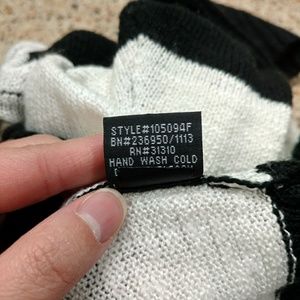 STYLE#105094F
BN#236950/1113
RN#31310
HAND WASH COLD